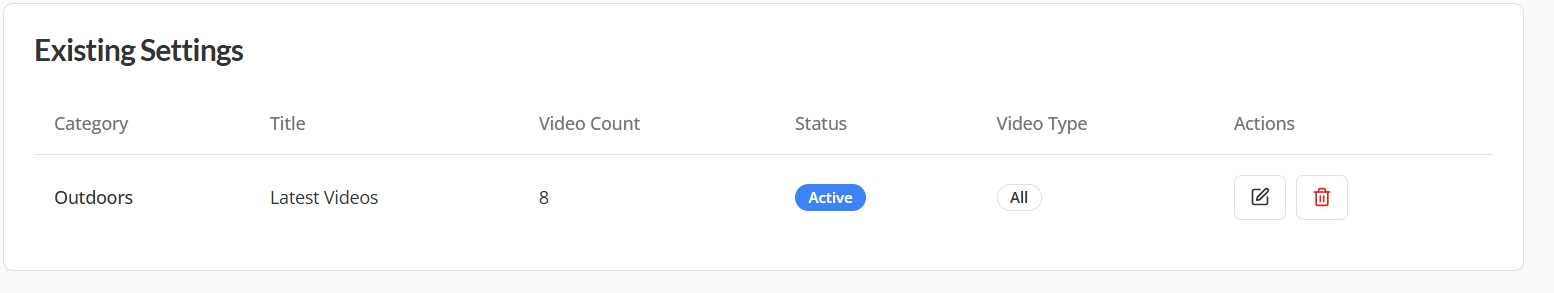 Existing Settings
Category Title Video Count Status Video Type Actions
Outdoors Latest Videos 8 Active All